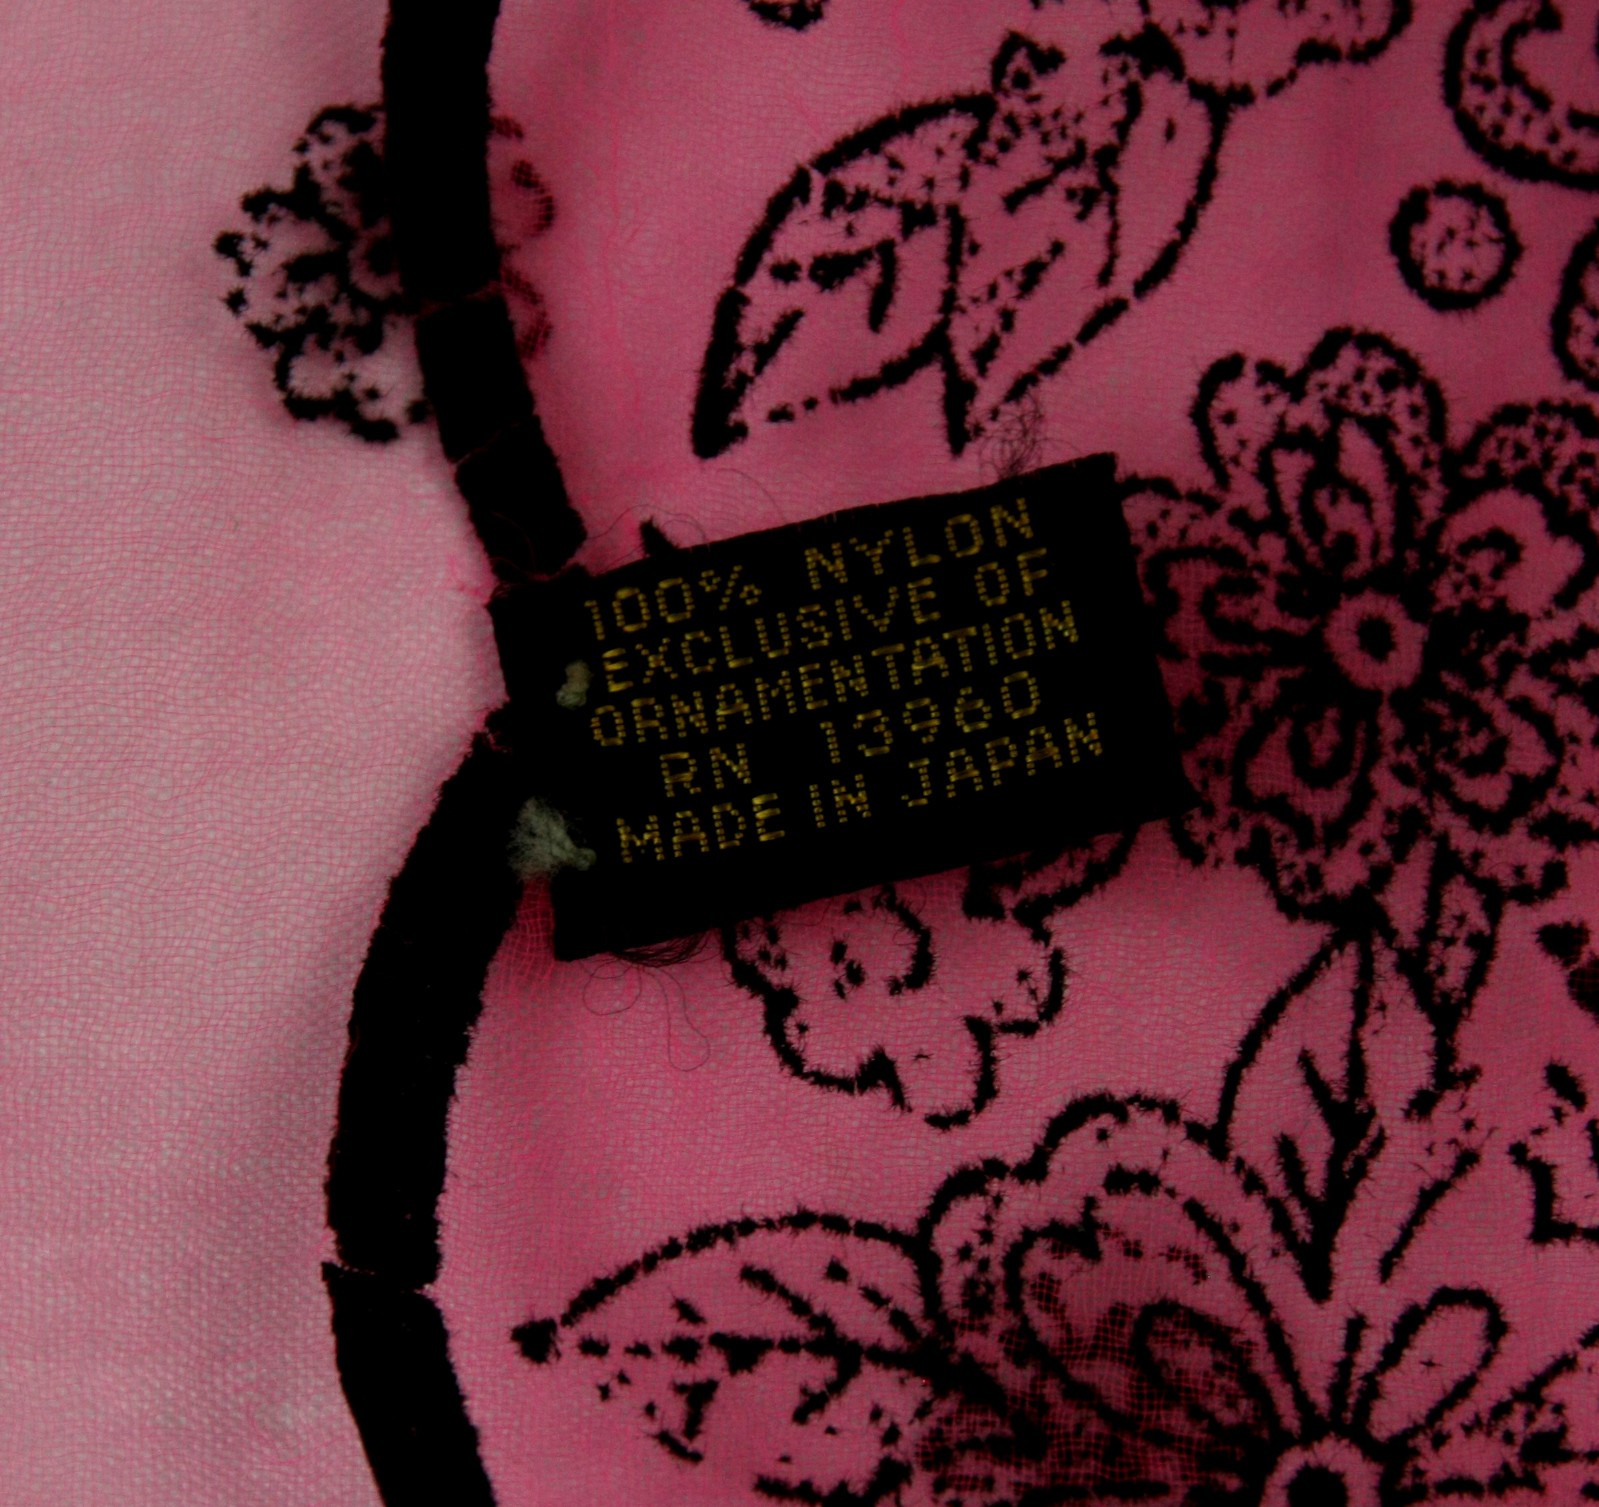 100% NYLON
EXCLUSIVE OF
ORNAMENTATION
RN 13960
MADE IN JAPAN